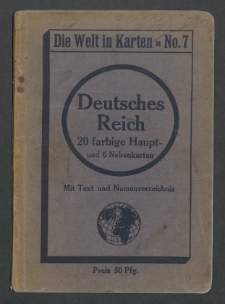 Die Welt in Karten No. 7
Deutsches
Reich
20 farbige Haupt-
und 6 Nebenkarten
Mit Text und Namenverzeichnis
Preis 50 Pfg.